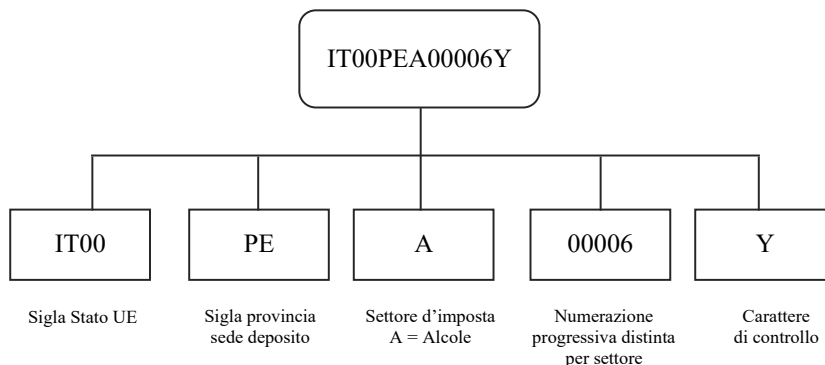 IT00PEA00006Y
IT00
PE
A
00006
Y
Sigla Stato UE
Sigla provincia
sede deposito
Settore d’imposta
A = Alcole
Numerazione
progressiva distinta
per settore
Carattere
di controllo